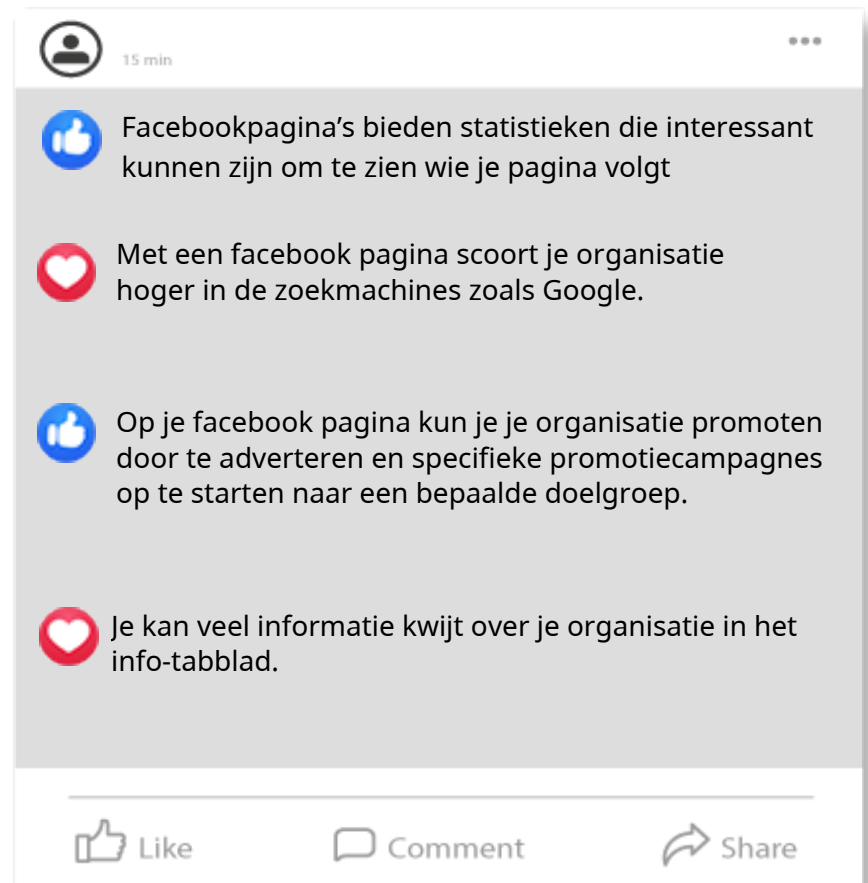 15 min
Facebookpagina’s bieden statistieken die interessant
kunnen zijn om te zien wie je pagina volgt
Met een facebook pagina scoort je organisatie
hoger in de zoekmachines zoals Google.
Op je facebook pagina kun je je organisatie promoten
door te adverteren en specifieke promotiecampagnes
op te starten naar een bepaalde doelgroep.
Je kan veel informatie kwijt over je organisatie in het
info-tabblad.
Like Comment Share